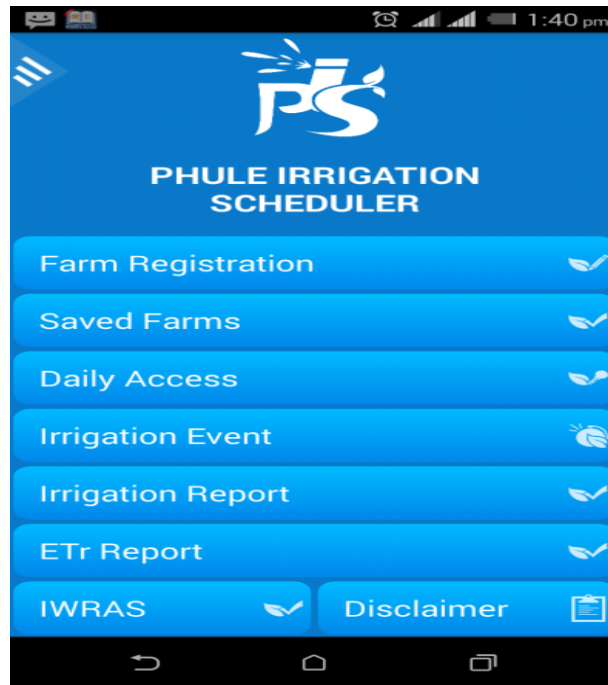 1:40 pm
PIS
PHULE IRRIGATION
SCHEDULER
Farm Registration
Saved Farms
Daily Access
Irrigation Event
Irrigation Report
ETr Report
IWRAS
Disclaimer